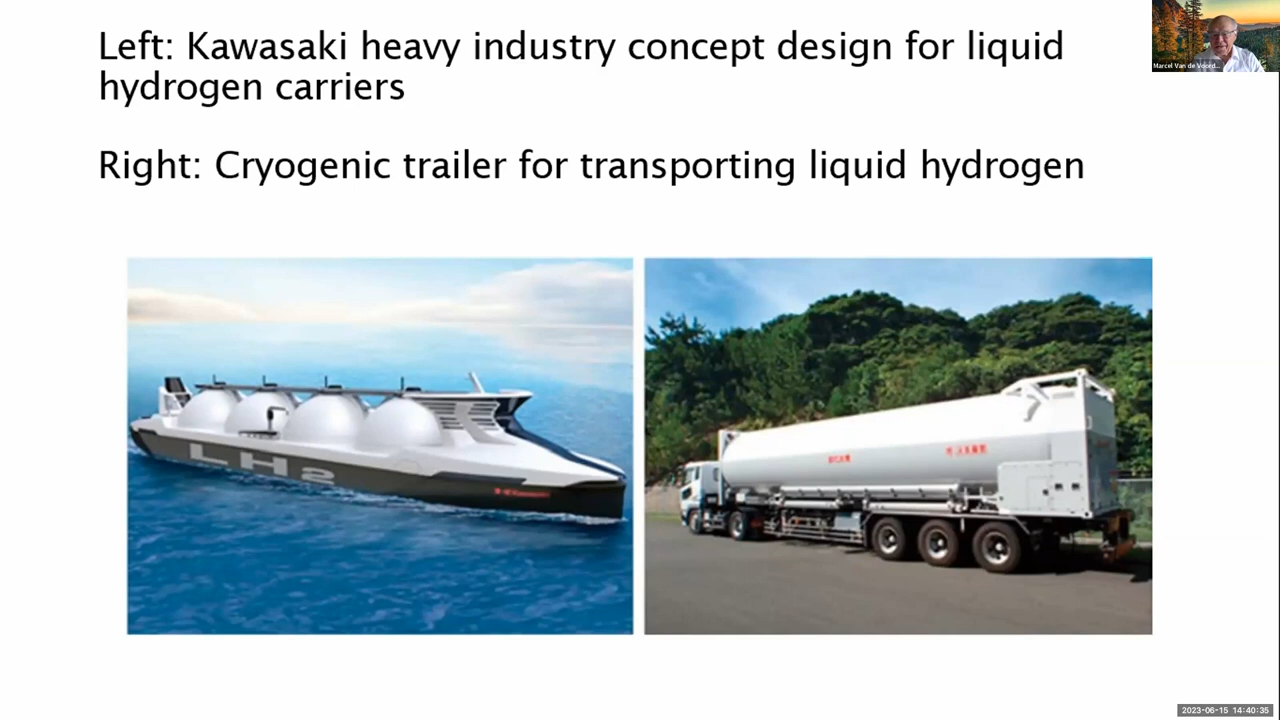 Left: Kawasaki heavy industry concept design for liquid
hydrogen carriers
Right: Cryogenic trailer for transporting liquid hydrogen
Marcel Van de Voord...
LH2
Kawasaki
2023-06-15 14:40:35